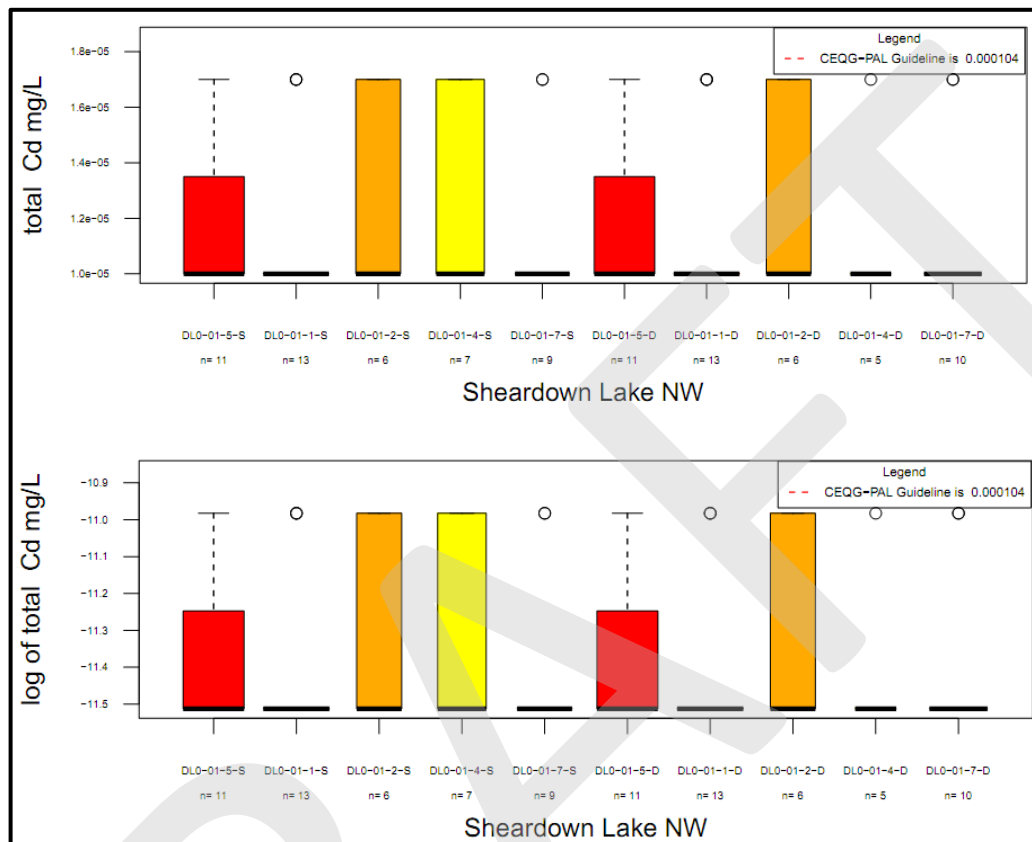 Legend
CEQG-PAL Guideline is 0.000104
total Cd mg/L
1.8e-05
1.6e-05
1.4e-05
1.2e-05
1.0e-05
DL0-01-5-S DL0-01-1-S DL0-01-2-S DL0-01-4-S DL0-01-7-S DL0-01-5-D DL0-01-1-D DL0-01-2-D DL0-01-4-D DL0-01-7-D
n= 11 n= 13 n= 6 n= 7 n= 9 n= 11 n= 13 n= 6 n= 5 n= 10
Sheardown Lake NW
Legend
CEQG-PAL Guideline is 0.000104
log of total Cd mg/L
-10.9
-11.0
-11.1
-11.2
-11.3
-11.4
-11.5
DL0-01-5-S DL0-01-1-S DL0-01-2-S DL0-01-4-S DL0-01-7-S DL0-01-5-D DL0-01-1-D DL0-01-2-D DL0-01-4-D DL0-01-7-D
n= 11 n= 13 n= 6 n= 7 n= 9 n= 11 n= 13 n= 6 n= 5 n= 10
Sheardown Lake NW
DRAFT